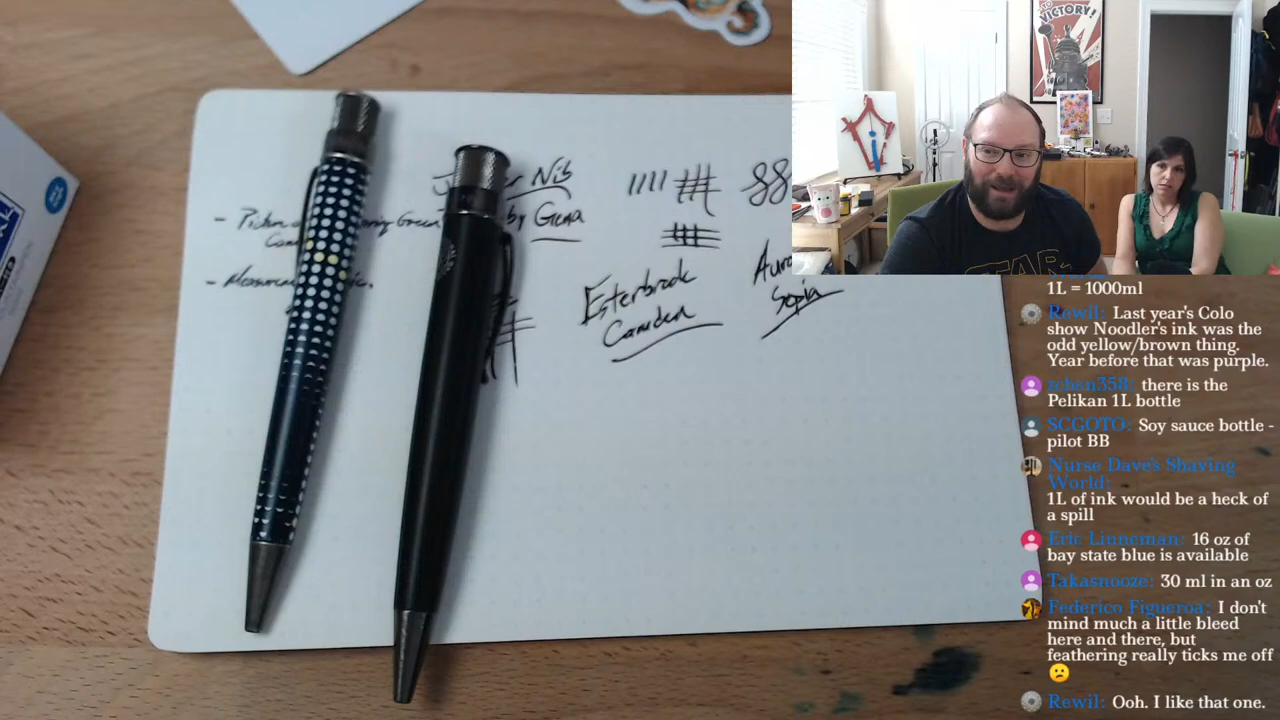 TO VICTORY!
Nib
by Gena
Esterbrook
Camden
Sepia
STAR
1L = 1000ml
Rewil: Last year's Colo
show Noodler's ink was the
odd yellow/brown thing.
Year before that was purple.
zchen358: there is the
Pelikan 1L bottle
SCGOTO: Soy sauce bottle -
pilot BB
Nurse Dave's Shaving
World:
1L of ink would be a heck of
a spill
Eric Linneman: 16 oz of
bay state blue is available
Takasnooze: 30 ml in an oz
Federico Figueroa: I don't
mind much a little bleed
here and there, but
feathering really ticks me off
Rewil: Ooh. I like that one.